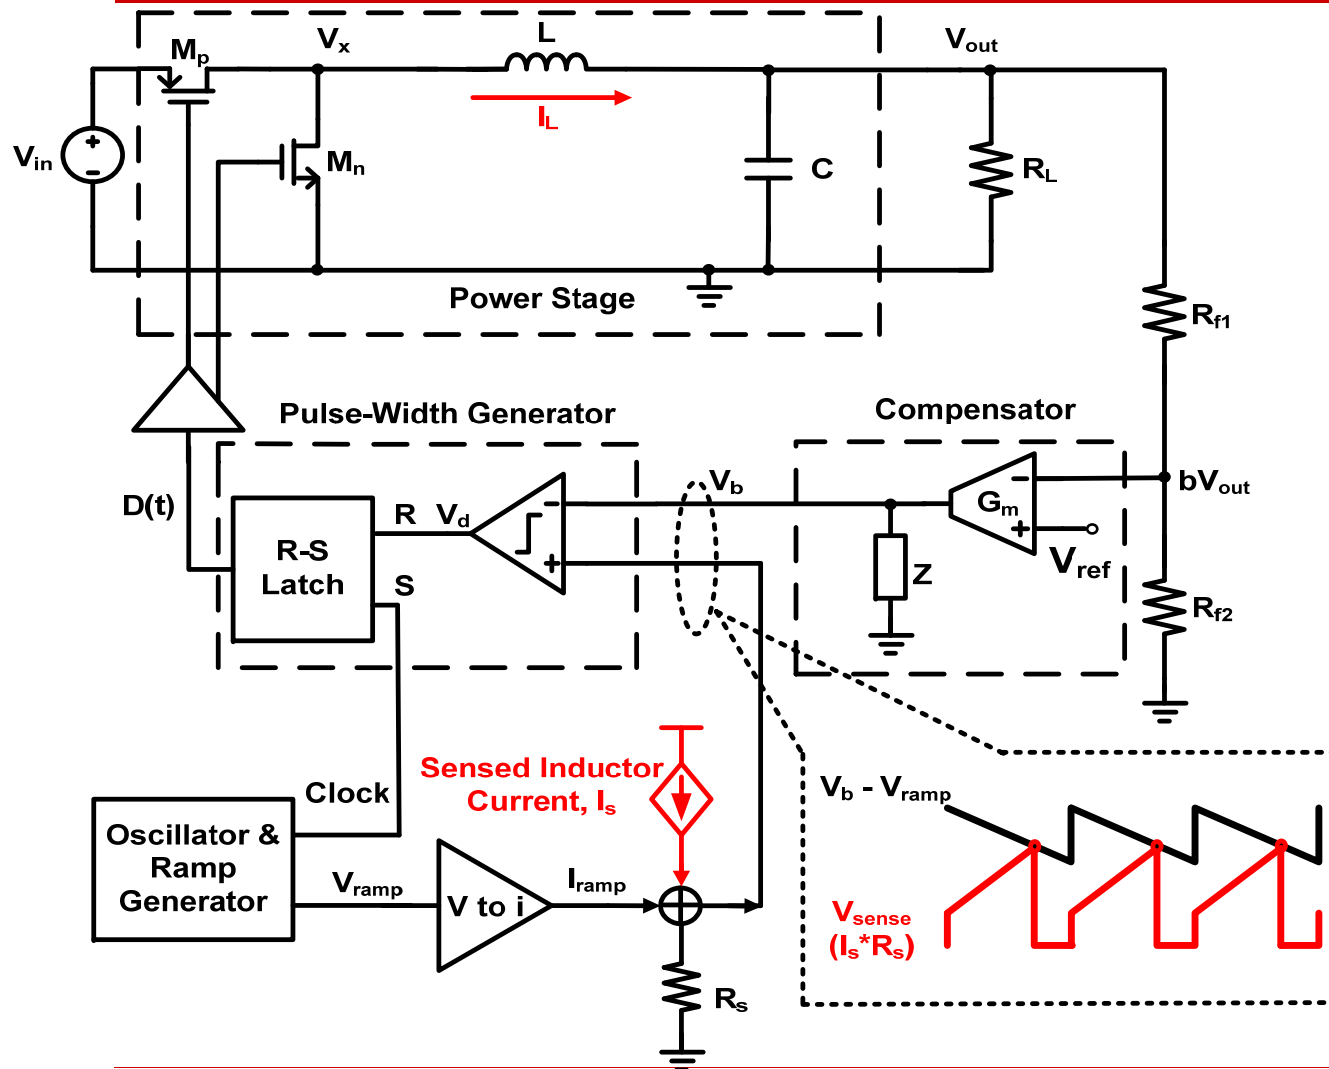 Mp
Vx
L
Vout
Vin
+
−
Mn
IL
C
RL
Power Stage
Rf1
Pulse-Width Generator
Compensator
D(t)
Vb
bVout
R
Vd
−
Gm
−
R-S
Latch
S
+
+
Vref
Z
Rf2
Sensed Inductor
Current, Is
Clock
Vb - Vramp
Oscillator &
Ramp
Generator
Vramp
V to i
Iramp
Vsense
(Is*Rs)
Rs